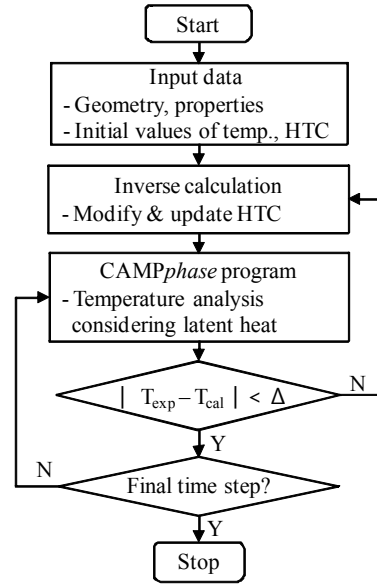 Start
Input data
- Geometry, properties
- Initial values of temp., HTC
Inverse calculation
- Modify & update HTC
CAMPphase program
- Temperature analysis
considering latent heat
| Texp – Tcal | < Δ
N
Y
N
Final time step?
Y
Stop